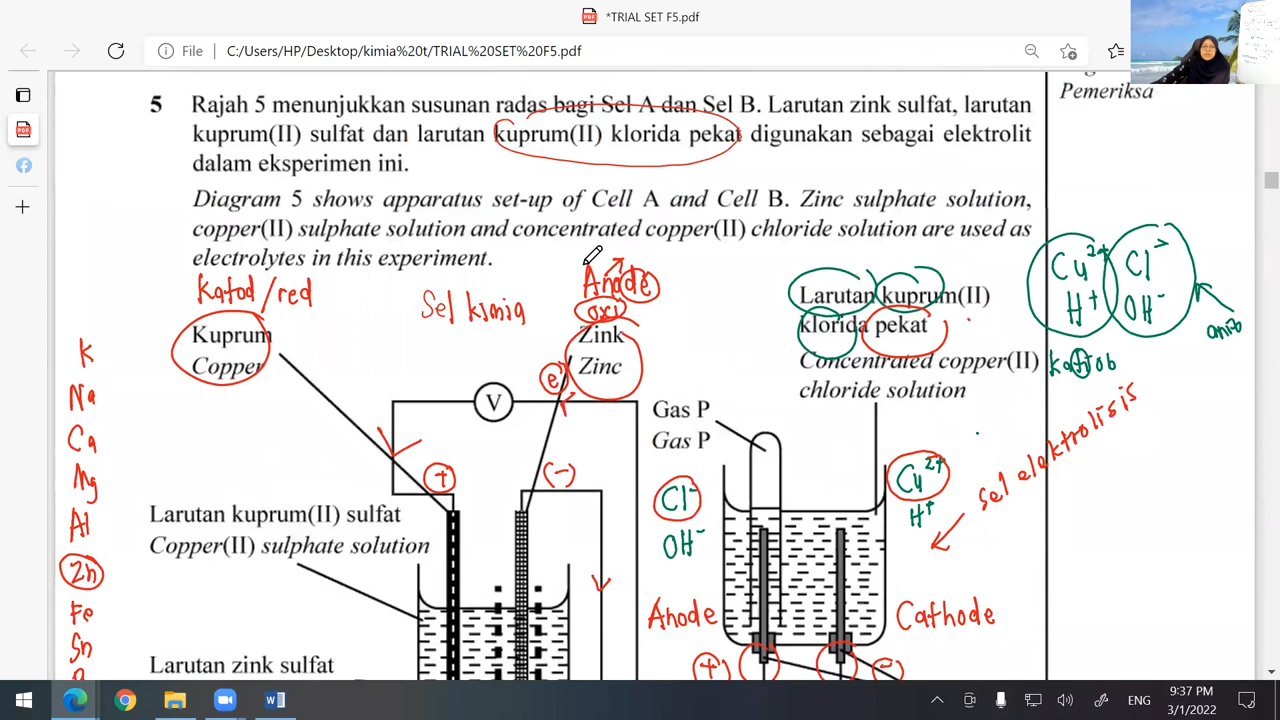 *TRIAL SET F5.pdf
File
C:/Users/HP/Desktop/kimia%20t/TRIAL%20SET%20F5.pdf
5 Rajah 5 menunjukkan susunan radas bagi Sel A dan Sel B. Larutan zink sulfat, larutan
kuprum(II) sulfat dan larutan kuprum(II) klorida pekat digunakan sebagai elektrolit
dalam eksperimen ini.
Pemeriksa
Diagram 5 shows apparatus set-up of Cell A and Cell B. Zinc sulphate solution,
copper(II) sulphate solution and concentrated copper(II) chloride solution are used as
electrolytes in this experiment.
Katod/red
Sel kimia
Anode
oxi
Kuprum
Copper
Zink
Zinc
Larutan kuprum(II)
klorida pekat
Concentrated copper(II)
chloride solution
Cu2+ Cl-
H+ OH-
anion
kation
sel elektrolisis
K
Na
Ca
Mg
Al
Zn
Fe
Sn
e
V
(+)
(-)
Gas P
Gas P
Cl-
OH-
Cu2+
H+
Larutan kuprum(II) sulfat
Copper(II) sulphate solution
Anode
Cathode
Larutan zink sulfat
(+)
(-)
ENG
9:37 PM
3/1/2022